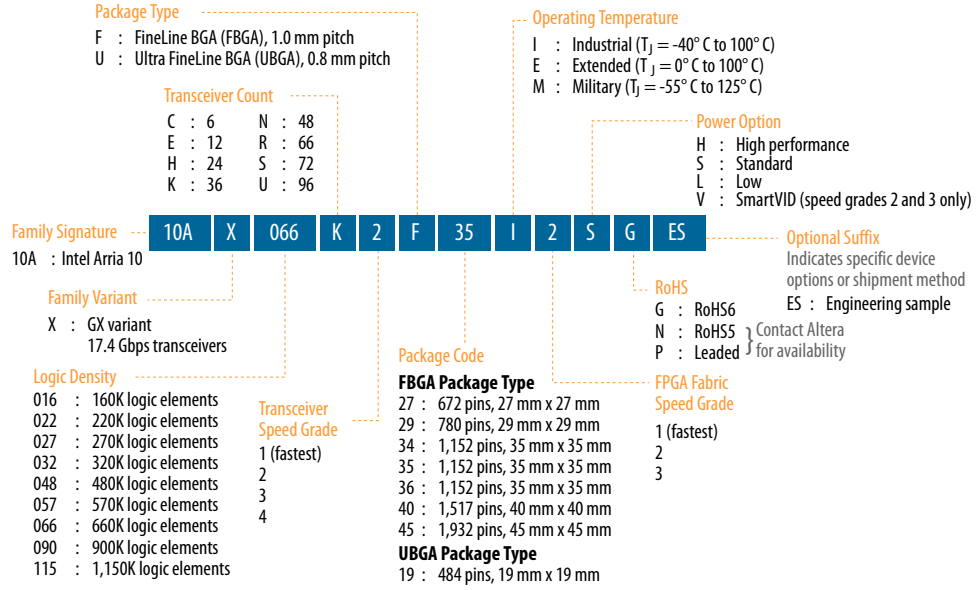 Package Type
F : FineLine BGA (FBGA), 1.0 mm pitch
U : Ultra FineLine BGA (UBGA), 0.8 mm pitch
Operating Temperature
I : Industrial (TJ = -40° C to 100° C)
E : Extended (T J = 0° C to 100° C)
M : Military (TJ = -55° C to 125° C)
Transceiver Count
C : 6 N : 48
E : 12 R : 66
H : 24 S : 72
K : 36 U : 96
Power Option
H : High performance
S : Standard
L : Low
V : SmartVID (speed grades 2 and 3 only)
Family Signature
10A : Intel Arria 10
10A X 066 K 2 F 35 I 2 S G ES
Optional Suffix
Indicates specific device
options or shipment method
ES : Engineering sample
Family Variant
X : GX variant
17.4 Gbps transceivers
RoHS
G : RoHS6
N : RoHS5
P : Leaded
} Contact Altera
for availability
Logic Density
016 : 160K logic elements
022 : 220K logic elements
027 : 270K logic elements
032 : 320K logic elements
048 : 480K logic elements
057 : 570K logic elements
066 : 660K logic elements
090 : 900K logic elements
115 : 1,150K logic elements
Transceiver
Speed Grade
1 (fastest)
2
3
4
Package Code
FBGA Package Type
27 : 672 pins, 27 mm x 27 mm
29 : 780 pins, 29 mm x 29 mm
34 : 1,152 pins, 35 mm x 35 mm
35 : 1,152 pins, 35 mm x 35 mm
36 : 1,152 pins, 35 mm x 35 mm
40 : 1,517 pins, 40 mm x 40 mm
45 : 1,932 pins, 45 mm x 45 mm
UBGA Package Type
19 : 484 pins, 19 mm x 19 mm
FPGA Fabric
Speed Grade
1 (fastest)
2
3